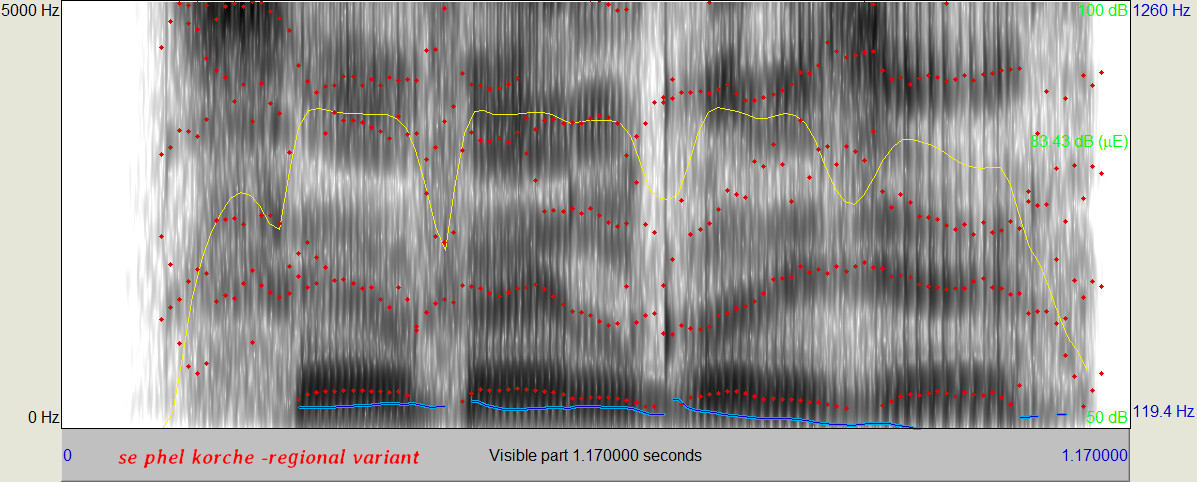 5000 Hz 100 dB 1260 Hz
83.43 dB (µE)
0 Hz 50 dB 119.4 Hz
0 se phel korche -regional variant Visible part 1.170000 seconds 1.170000